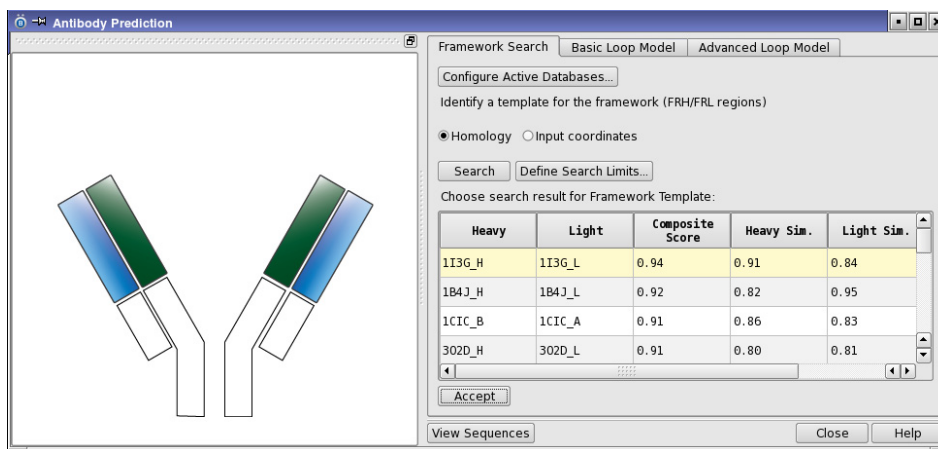 Antibody Prediction
Framework Search Basic Loop Model Advanced Loop Model
Configure Active Databases...
Identify a template for the framework (FRH/FRL regions)
Homology Input coordinates
Search Define Search Limits...
Choose search result for Framework Template:
Heavy Light Composite Score Heavy Sim. Light Sim.
1I3G_H 1I3G_L 0.94 0.91 0.84
1B4J_H 1B4J_L 0.92 0.82 0.95
1CIC_B 1CIC_A 0.91 0.86 0.83
3O2D_H 3O2D_L 0.91 0.80 0.81
Accept
View Sequences Close Help